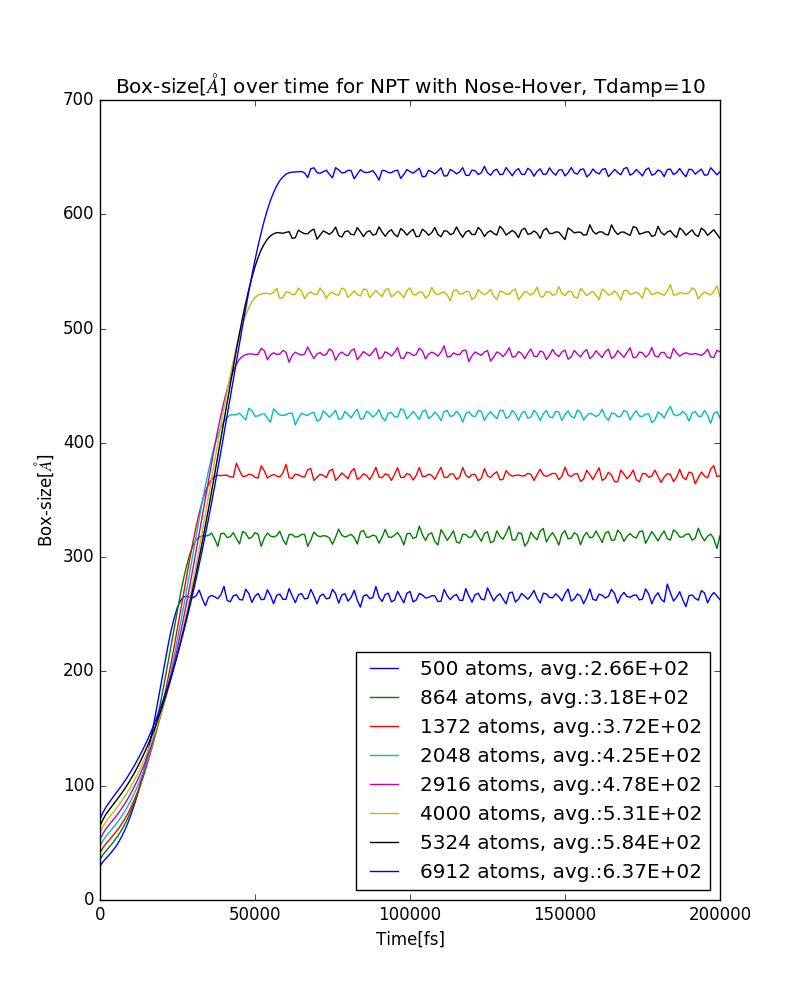 Box-size[Å] over time for NPT with Nose-Hover, Tdamp=10
700
600
500
400
300
200
100
0
Box-size[Å]
500 atoms, avg.:2.66E+02
864 atoms, avg.:3.18E+02
1372 atoms, avg.:3.72E+02
2048 atoms, avg.:4.25E+02
2916 atoms, avg.:4.78E+02
4000 atoms, avg.:5.31E+02
5324 atoms, avg.:5.84E+02
6912 atoms, avg.:6.37E+02
0 50000 100000 150000 200000
Time[fs]